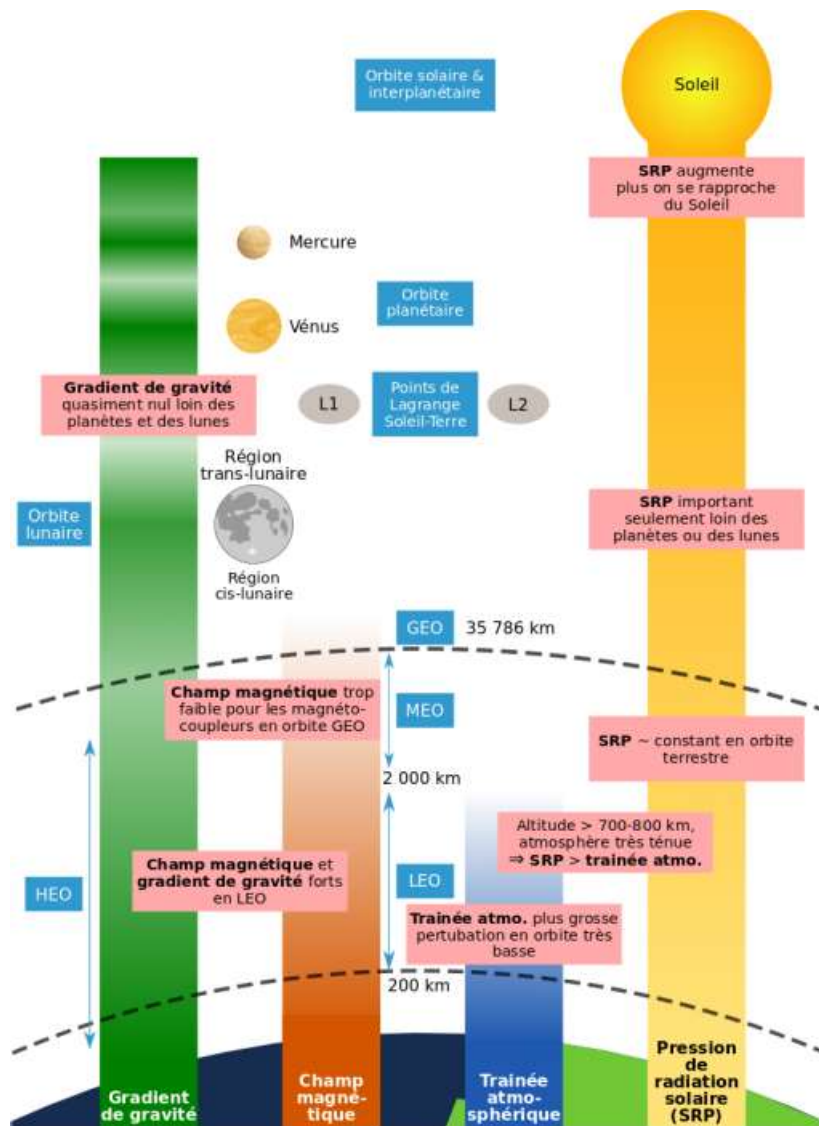 Orbite solaire &
interplanétaire
Soleil
SRP augmente
plus on se rapproche
du Soleil
Mercure
Orbite
planétaire
Vénus
Gradient de gravité
quasiment nul loin des
planètes et des lunes
L1
Points de
Lagrange
Soleil-Terre
L2
Région
trans-lunaire
Orbite
lunaire
SRP important
seulement loin des
planètes ou des lunes
Région
cis-lunaire
GEO
35 786 km
Champ magnétique trop
faible pour les magnéto-
coupleurs en orbite GEO
MEO
SRP ~ constant en orbite
terrestre
2 000 km
Altitude > 700-800 km,
atmosphère très ténue
⇒ SRP > trainée atmo.
Champ magnétique et
gradient de gravité forts
en LEO
HEO
LEO
Trainée atmo. plus grosse
pertubation en orbite très
basse
200 km
Gradient
de gravité
Champ
magné-
tique
Trainée
atmo-
sphérique
Pression
de
radiation
solaire
(SRP)